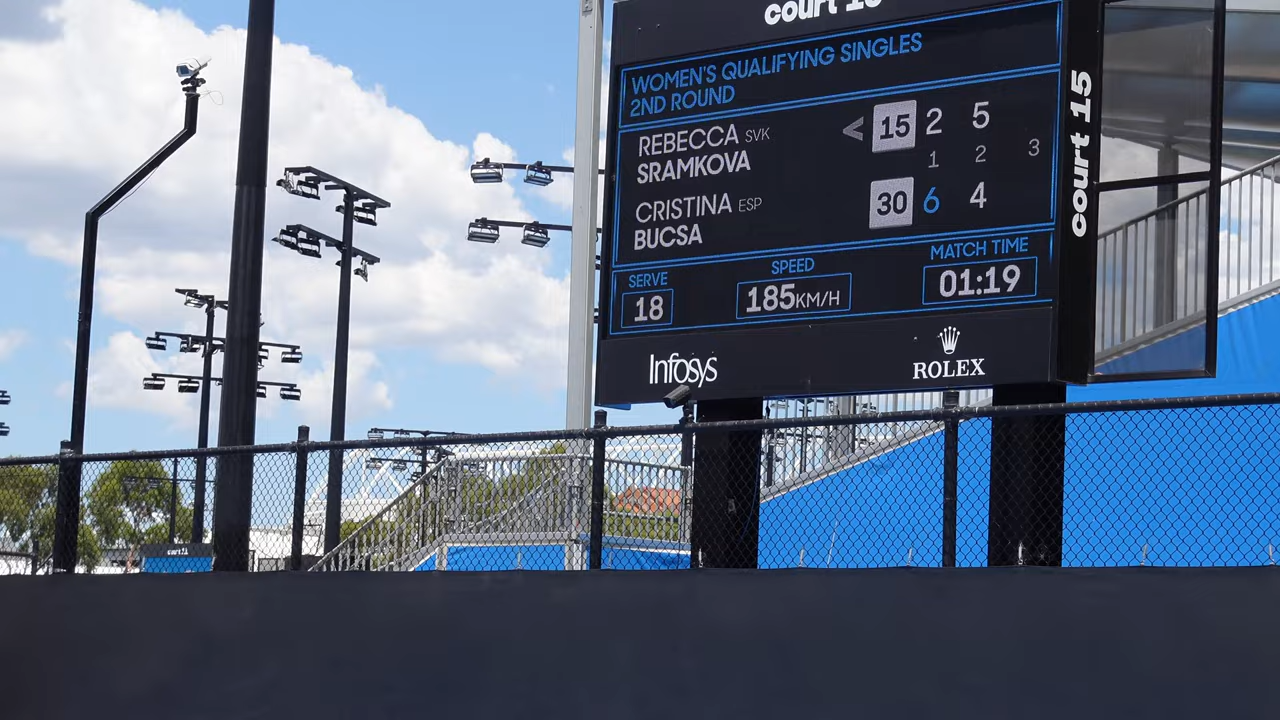 court 15
WOMEN'S QUALIFYING SINGLES
2ND ROUND
REBECCA SVK
SRAMKOVA
< 15 2 5
1 2 3
CRISTINA ESP
BUCSA
30 6 4
SERVE
18
SPEED
185KM/H
MATCH TIME
01:19
Infosys
ROLEX
court 15